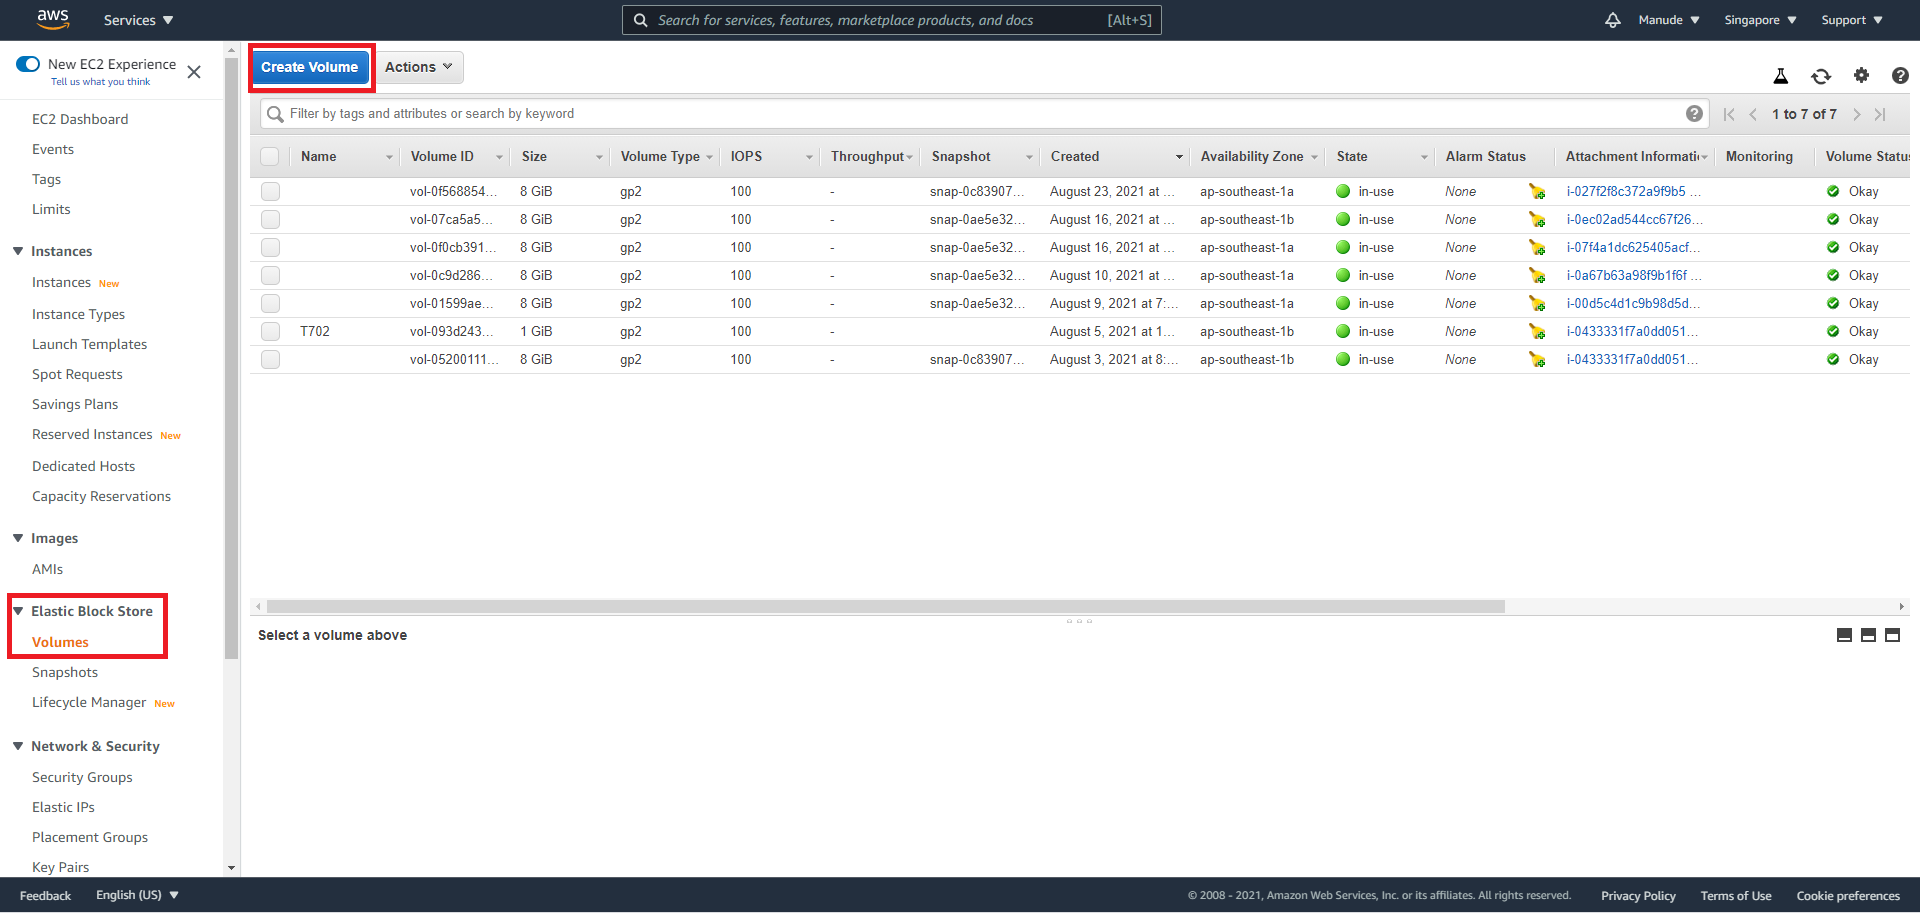 aws
Services
Search for services, features, marketplace products, and docs [Alt+S]
Manude
Singapore
Support
New EC2 Experience
Tell us what you think
EC2 Dashboard
Events
Tags
Limits
Instances
Instances New
Instance Types
Launch Templates
Spot Requests
Savings Plans
Reserved Instances New
Dedicated Hosts
Capacity Reservations
Images
AMIs
Elastic Block Store
Volumes
Snapshots
Lifecycle Manager New
Network & Security
Security Groups
Elastic IPs
Placement Groups
Key Pairs
Create Volume Actions
Filter by tags and attributes or search by keyword
1 to 7 of 7
Name Volume ID Size Volume Type IOPS Throughput Snapshot Created Availability Zone State Alarm Status Attachment Informati Monitoring Volume Status
vol-0f568854... 8 GiB gp2 100 - snap-0c83907... August 23, 2021 at ... ap-southeast-1a in-use None i-027f2f8c372a9f9b5 ... Okay
vol-07ca5a5... 8 GiB gp2 100 - snap-0ae5e32... August 16, 2021 at ... ap-southeast-1b in-use None i-0ec02ad544cc67f26... Okay
vol-0f0cb391... 8 GiB gp2 100 - snap-0ae5e32... August 16, 2021 at ... ap-southeast-1a in-use None i-07f4a1dc625405acf... Okay
vol-0c9d286... 8 GiB gp2 100 - snap-0ae5e32... August 10, 2021 at ... ap-southeast-1a in-use None i-0a67b63a98f9b1f6f ... Okay
vol-01599ae... 8 GiB gp2 100 - snap-0ae5e32... August 9, 2021 at 7:... ap-southeast-1a in-use None i-00d5c4d1c9b98d5d... Okay
T702 vol-093d243... 1 GiB gp2 100 - August 5, 2021 at 1... ap-southeast-1b in-use None i-0433331f7a0dd051... Okay
vol-05200111... 8 GiB gp2 100 - snap-0c83907... August 3, 2021 at 8:... ap-southeast-1b in-use None i-0433331f7a0dd051... Okay
Select a volume above
Feedback English (US)
© 2008 - 2021, Amazon Web Services, Inc. or its affiliates. All rights reserved. Privacy Policy Terms of Use Cookie preferences